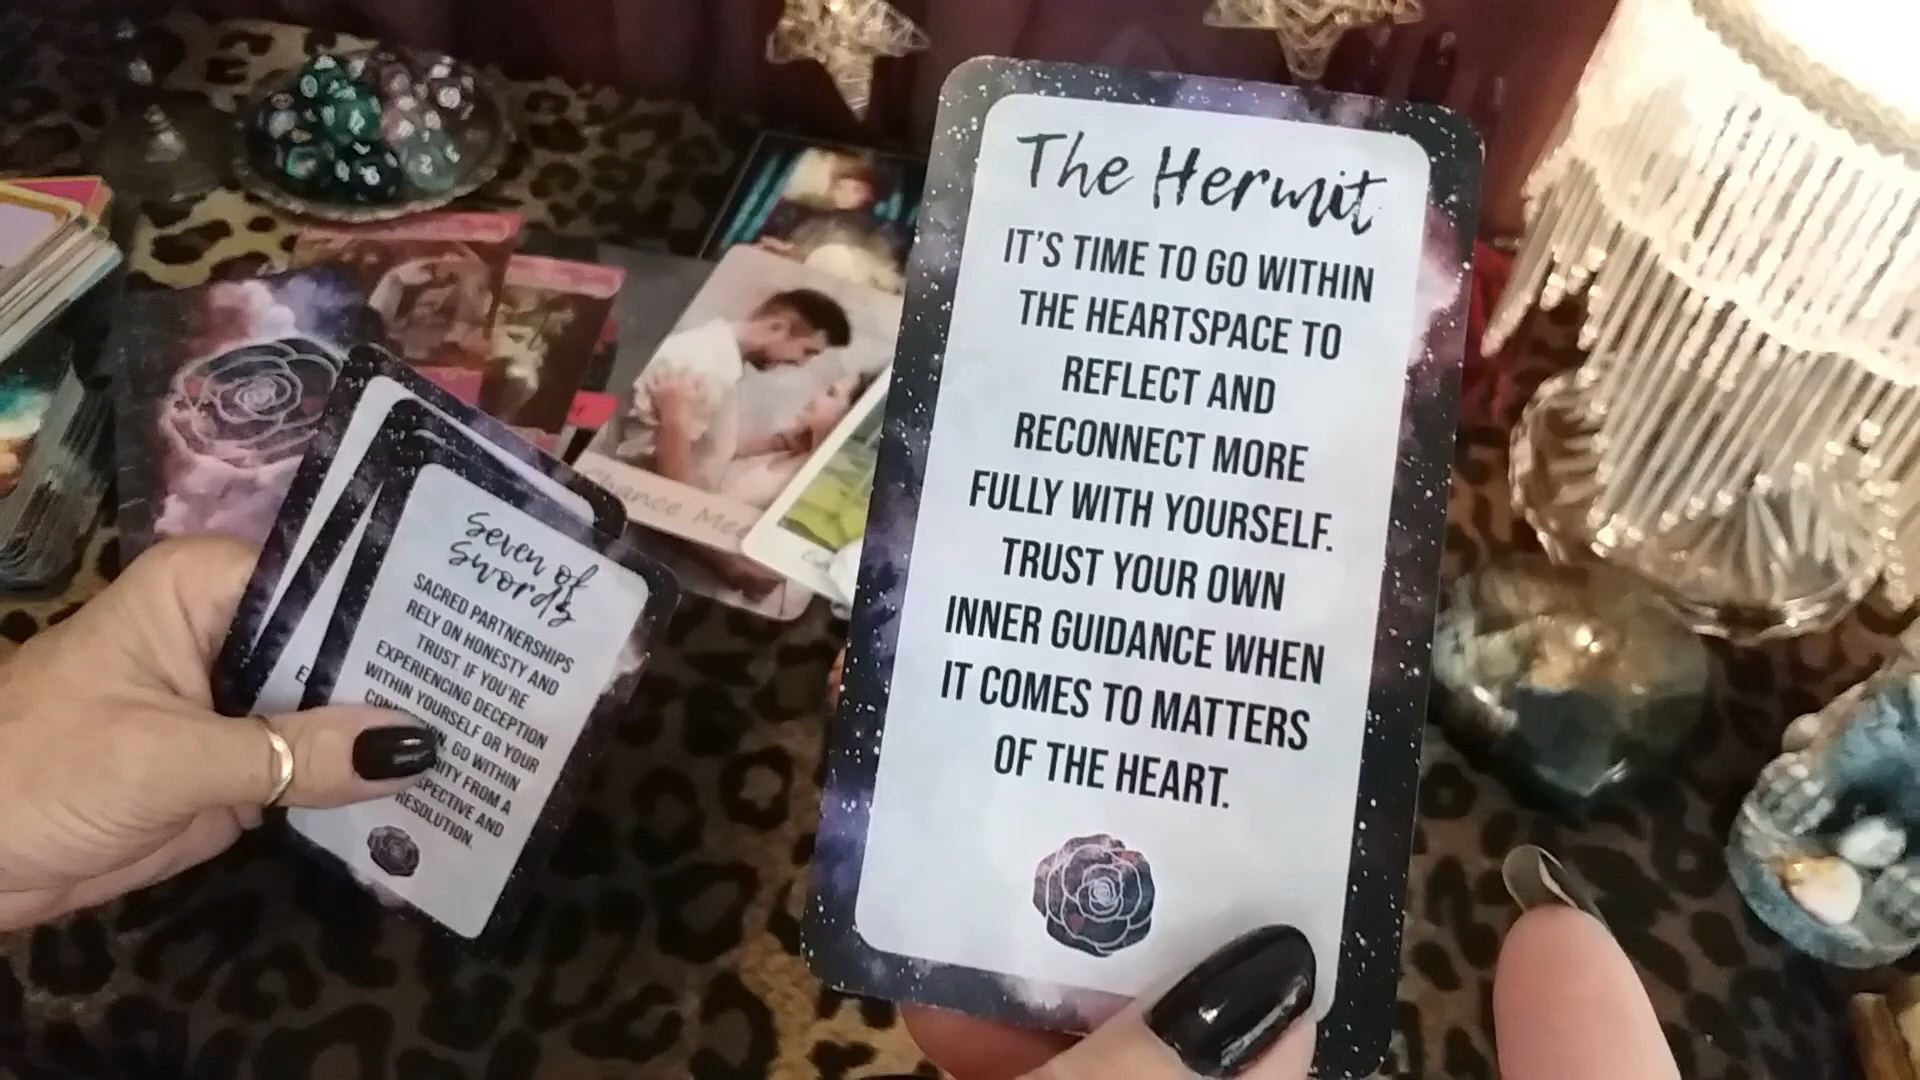 The Hermit
IT'S TIME TO GO WITHIN
THE HEARTSPACE TO
REFLECT AND
RECONNECT MORE
FULLY WITH YOURSELF.
TRUST YOUR OWN
INNER GUIDANCE WHEN
IT COMES TO MATTERS
OF THE HEART.
Seven of
Swords
SACRED PARTNERSHIPS
RELY ON HONESTY AND
TRUST. IF YOU'RE
EXPERIENCING DECEPTION
WITHIN YOURSELF OR YOUR
GO WITHIN
FROM A
AND
RESOLUTION.
Chance